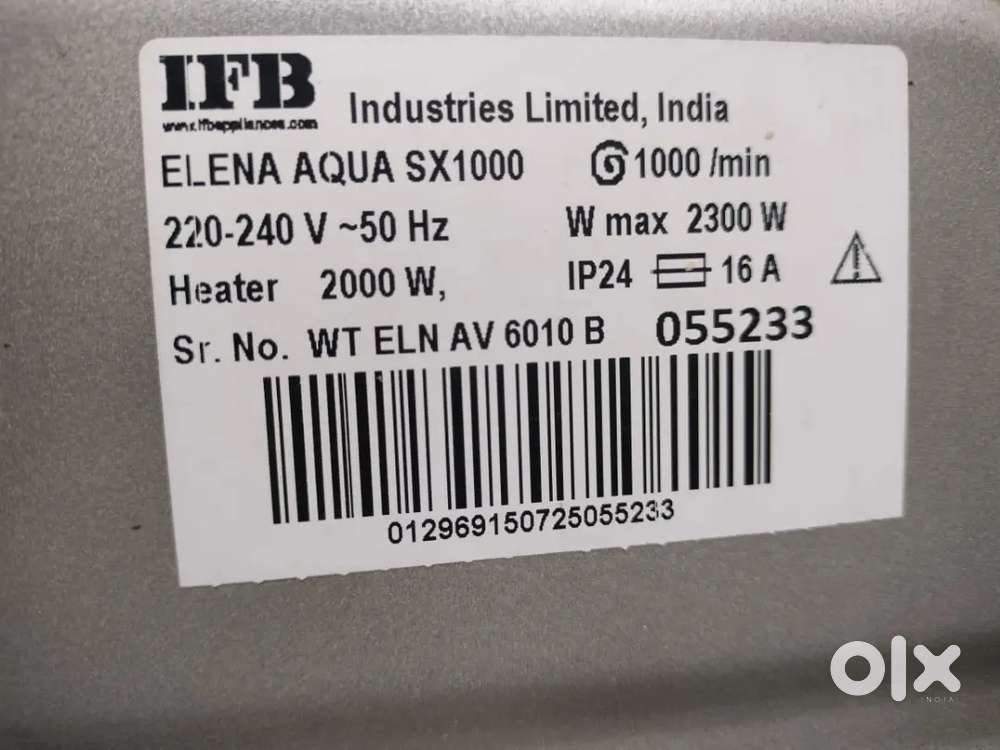 IFB Industries Limited, India
www.ifbappliances.com
ELENA AQUA SX1000 1000 /min
220-240 V ~50 Hz W max 2300 W
Heater 2000 W, IP24 16 A
Sr. No. WT ELN AV 6010 B 055233
012969150725055233
olx
INDIA